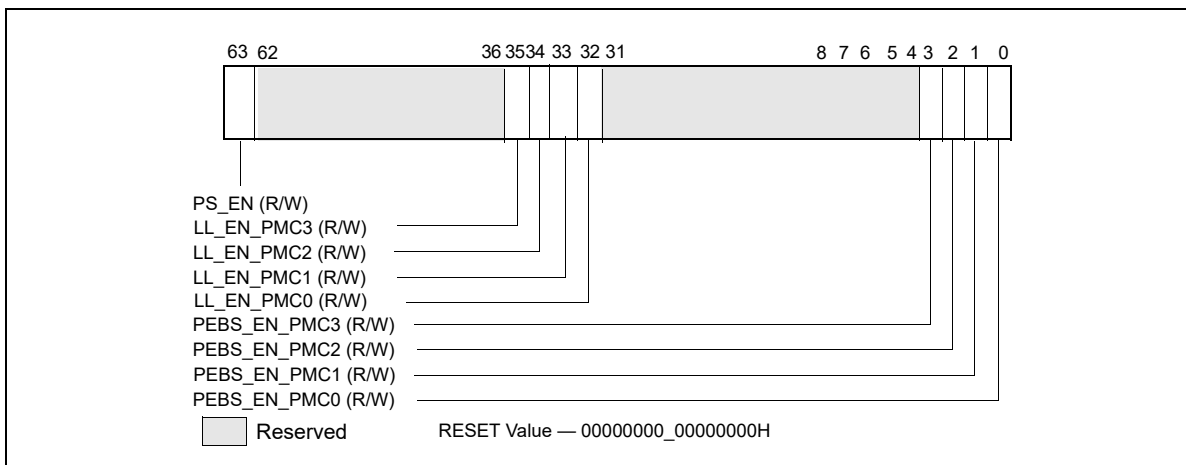 63 62 36 35 34 33 32 31 8 7 6 5 4 3 2 1 0
PS_EN (R/W)
LL_EN_PMC3 (R/W)
LL_EN_PMC2 (R/W)
LL_EN_PMC1 (R/W)
LL_EN_PMC0 (R/W)
PEBS_EN_PMC3 (R/W)
PEBS_EN_PMC2 (R/W)
PEBS_EN_PMC1 (R/W)
PEBS_EN_PMC0 (R/W)
Reserved RESET Value — 00000000_00000000H